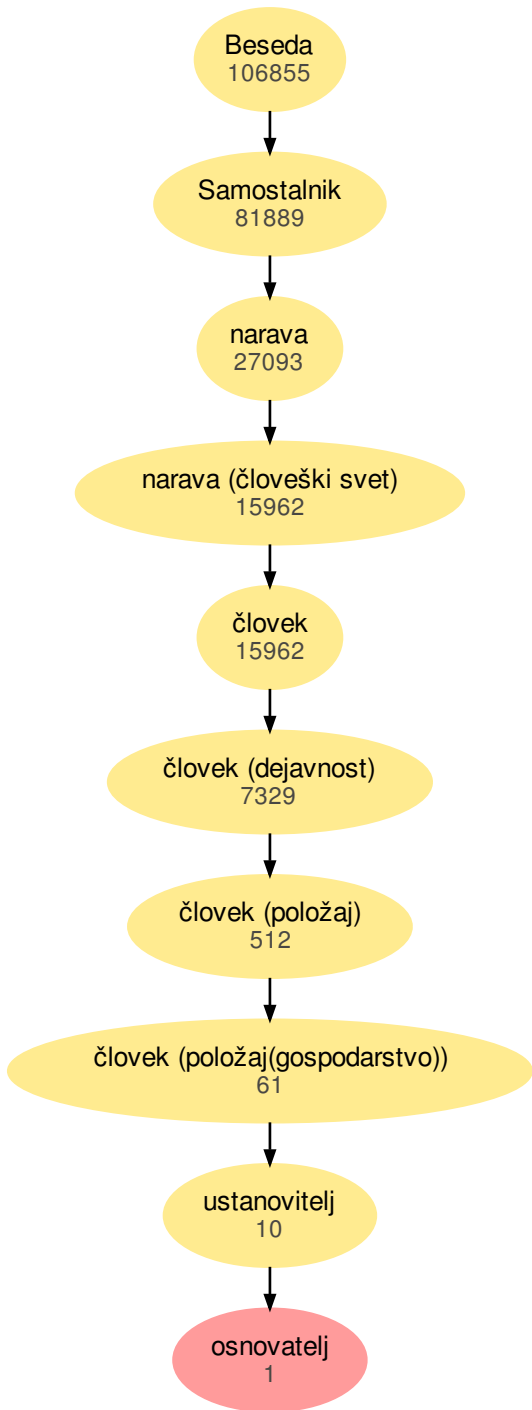 Beseda
106855
Samostalnik
81889
narava
27093
narava (človeški svet)
15962
človek
15962
človek (dejavnost)
7329
človek (položaj)
512
človek (položaj(gospodarstvo))
61
ustanovitelj
10
osnovatelj
1